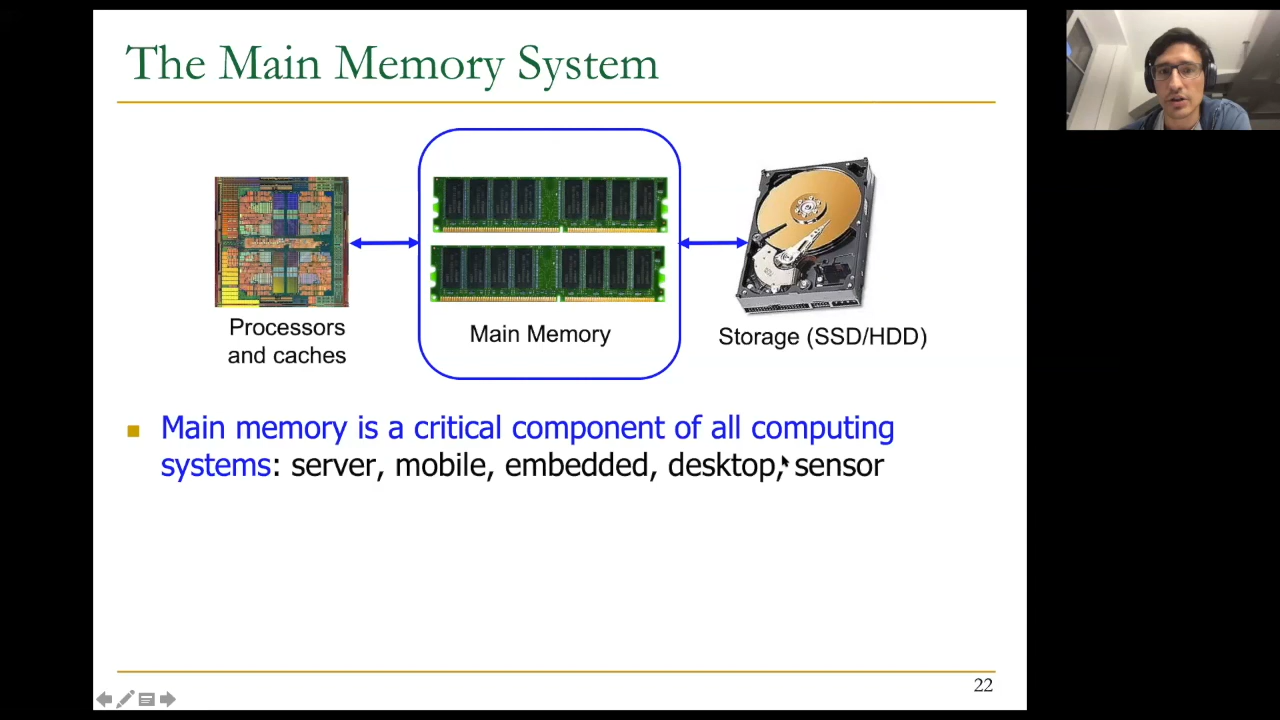 The Main Memory System
Processors
and caches
Main Memory
Storage (SSD/HDD)
Main memory is a critical component of all computing
systems: server, mobile, embedded, desktop, sensor
22